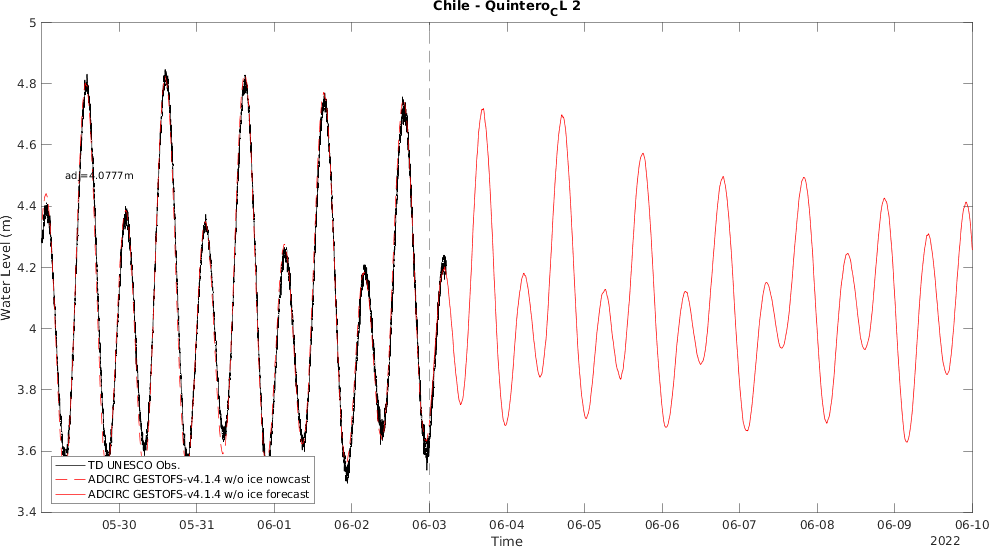 Chile - Quintero_CL 2
5
4.8
4.6
4.4
4.2
4
3.8
3.6
3.4
Water Level (m)
adj=4.0777m
TD UNESCO Obs.
ADCIRC GESTOFS-v4.1.4 w/o ice nowcast
ADCIRC GESTOFS-v4.1.4 w/o ice forecast
05-30 05-31 06-01 06-02 06-03 06-04 06-05 06-06 06-07 06-08 06-09 06-10
Time
2022